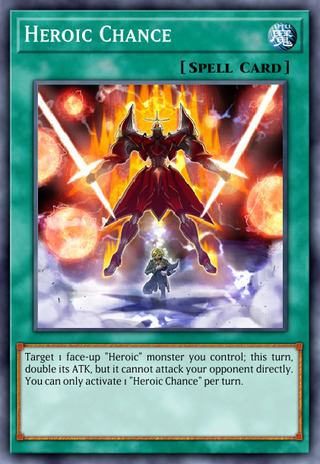 Heroic Chance
[Spell Card]
Target 1 face-up "Heroic" monster you control; this turn,
double its ATK, but it cannot attack your opponent directly.
You can only activate 1 "Heroic Chance" per turn.